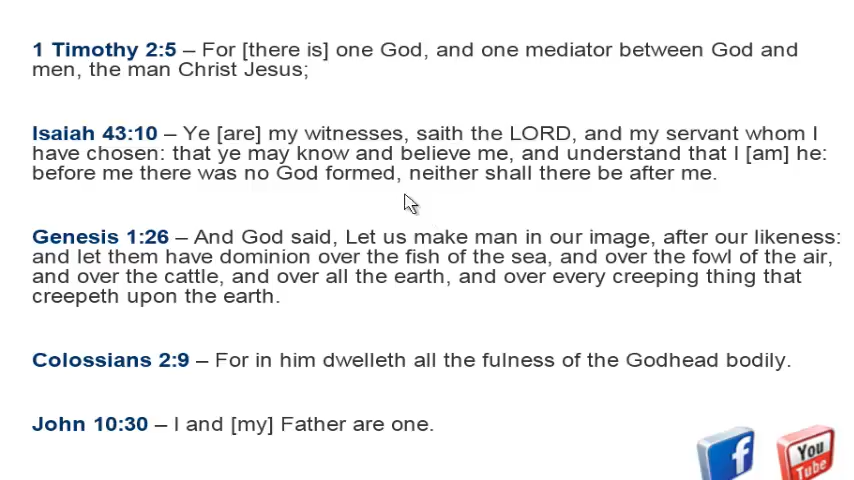 1 Timothy 2:5 – For [there is] one God, and one mediator between God and
men, the man Christ Jesus;
Isaiah 43:10 – Ye [are] my witnesses, saith the LORD, and my servant whom I
have chosen: that ye may know and believe me, and understand that I [am] he:
before me there was no God formed, neither shall there be after me.
Genesis 1:26 – And God said, Let us make man in our image, after our likeness:
and let them have dominion over the fish of the sea, and over the fowl of the air,
and over the cattle, and over all the earth, and over every creeping thing that
creepeth upon the earth.
Colossians 2:9 – For in him dwelleth all the fulness of the Godhead bodily.
John 10:30 – I and [my] Father are one.
f
You
Tube